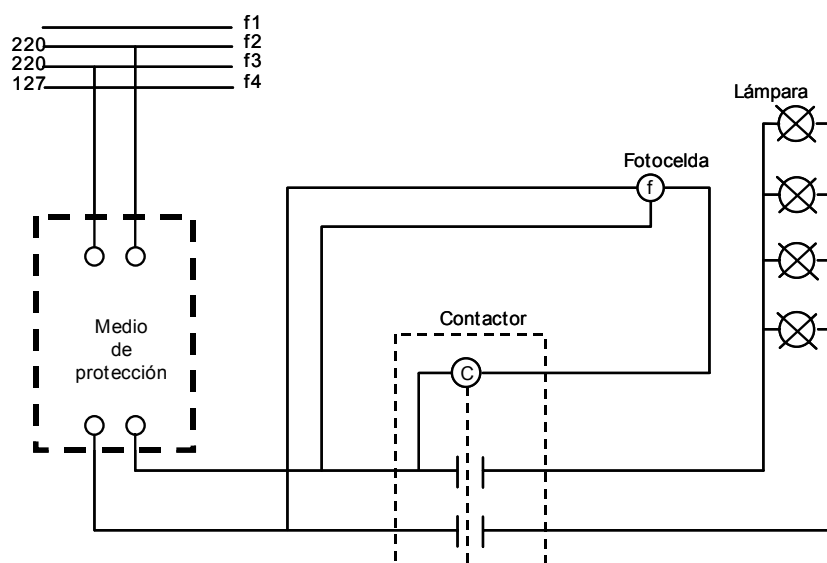 f1
220 f2
220 f3
127 f4
Lámpara
Fotocelda
f
Medio
de
protección
Contactor
C